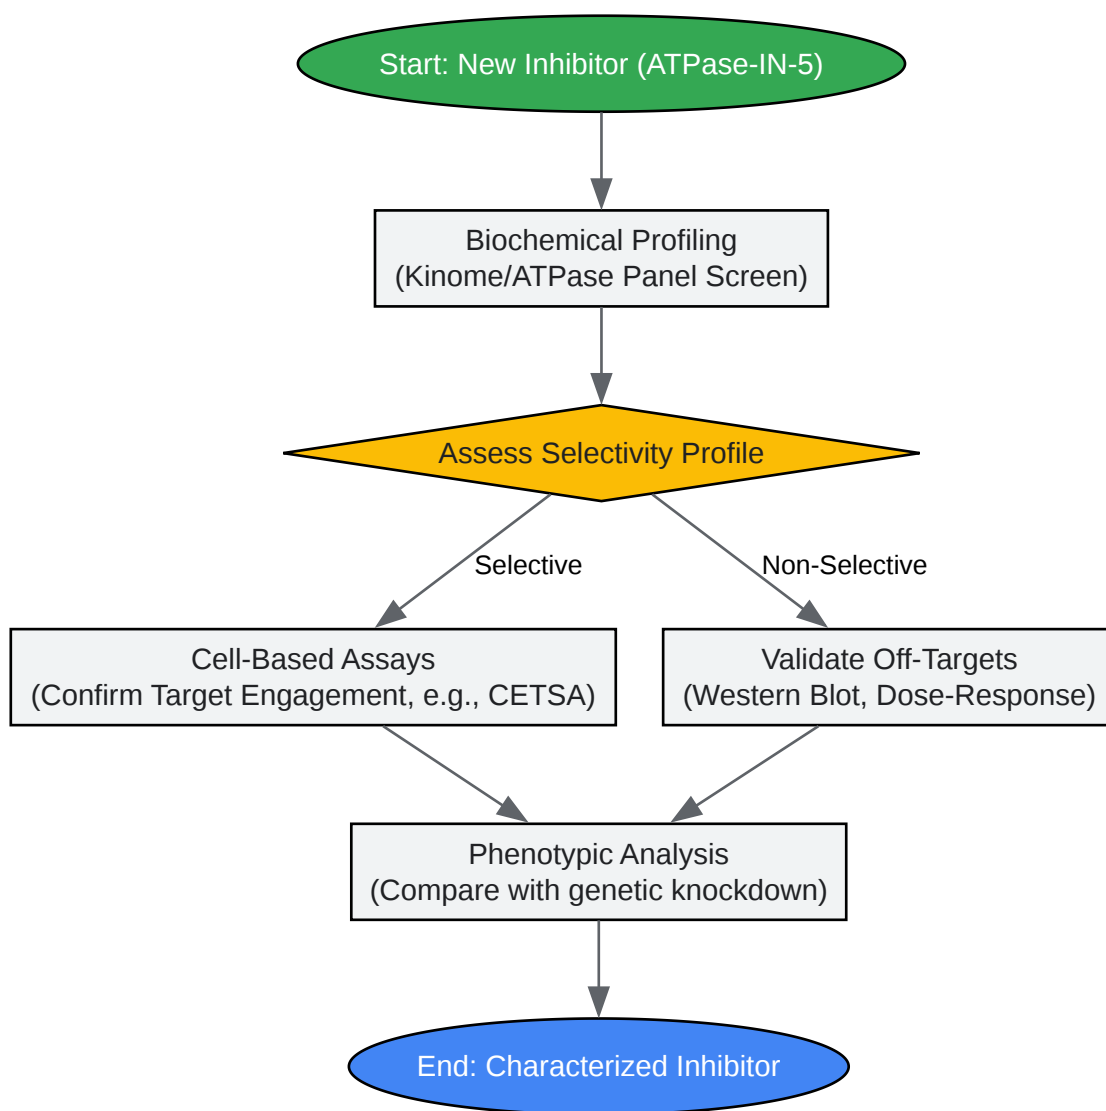 Start: New Inhibitor (ATPase-IN-5)
Biochemical Profiling
(Kinome/ATPase Panel Screen)
Assess Selectivity Profile
Selective
Non-Selective
Cell-Based Assays
(Confirm Target Engagement, e.g., CETSA)
Validate Off-Targets
(Western Blot, Dose-Response)
Phenotypic Analysis
(Compare with genetic knockdown)
End: Characterized Inhibitor